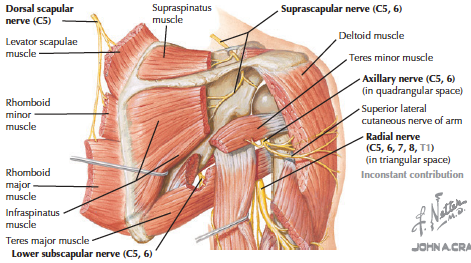 Dorsal scapular
nerve (C5)
Levator scapulae
muscle
Rhomboid
minor
muscle
Rhomboid
major
muscle
Infraspinatus
muscle
Teres major muscle
Lower subscapular nerve (C5, 6)
Supraspinatus
muscle
Suprascapular nerve (C5, 6)
Deltoid muscle
Teres minor muscle
Axillary nerve (C5, 6)
(in quadrangular space)
Superior lateral
cutaneous nerve of arm
Radial nerve
(C5, 6, 7, 8, T1)
(in triangular space)
Inconstant contribution
f. Netter
M.D.
JOHN A.CRA